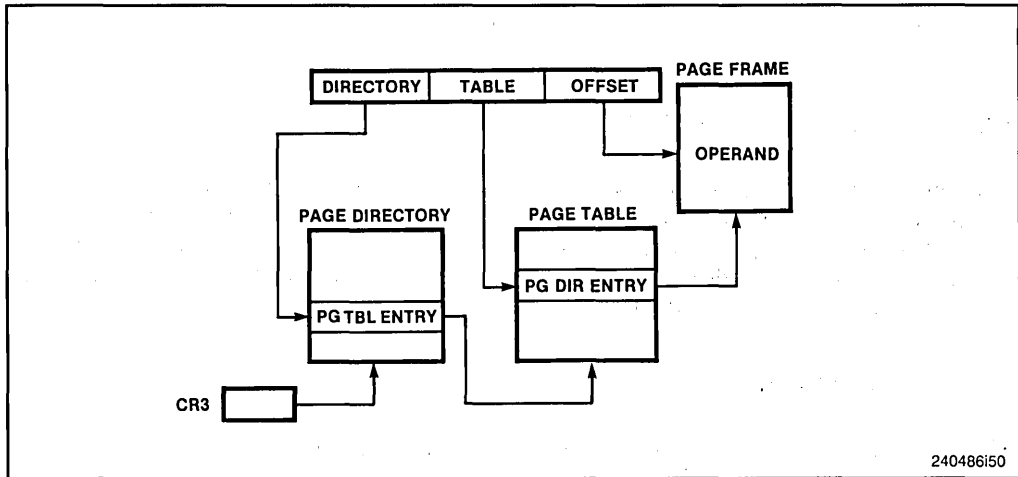 PAGE FRAME
DIRECTORY TABLE OFFSET
OPERAND
PAGE DIRECTORY PAGE TABLE
PG DIR ENTRY
PG TBL ENTRY
CR3
240486i50